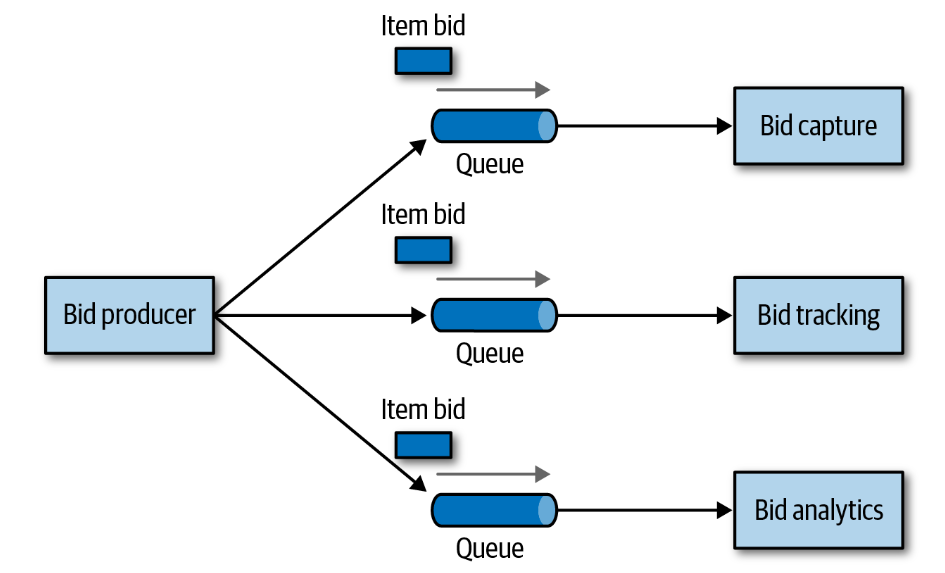 Item bid
Queue
Bid capture
Item bid
Bid producer
Queue
Bid tracking
Item bid
Queue
Bid analytics